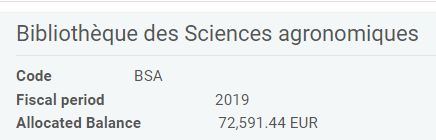 Bibliothèque des Sciences agronomiques
Code BSA
Fiscal period 2019
Allocated Balance 72,591.44 EUR